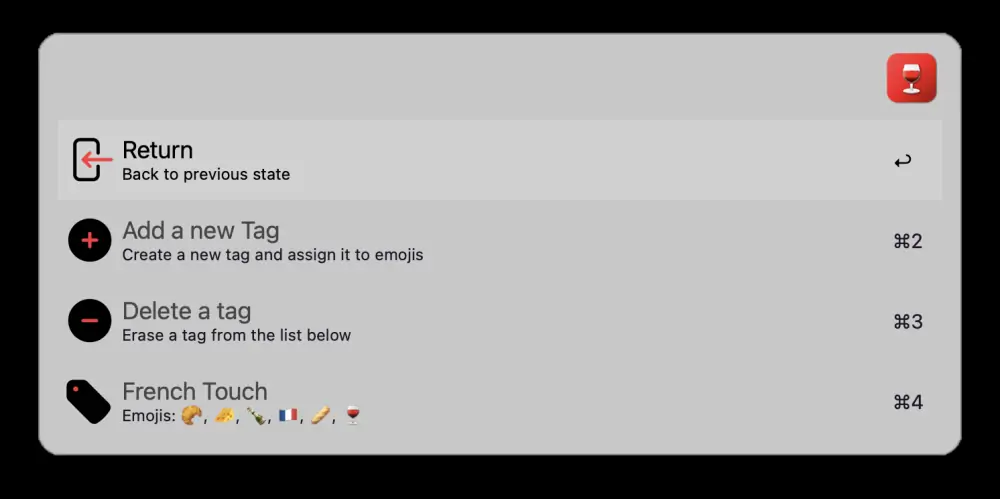 Return
Back to previous state
↩
Add a new Tag
Create a new tag and assign it to emojis
⌘2
Delete a tag
Erase a tag from the list below
⌘3
French Touch
Emojis: 🥐, 🧀, 🍾, 🇫🇷, 🥖, 🍷
⌘4